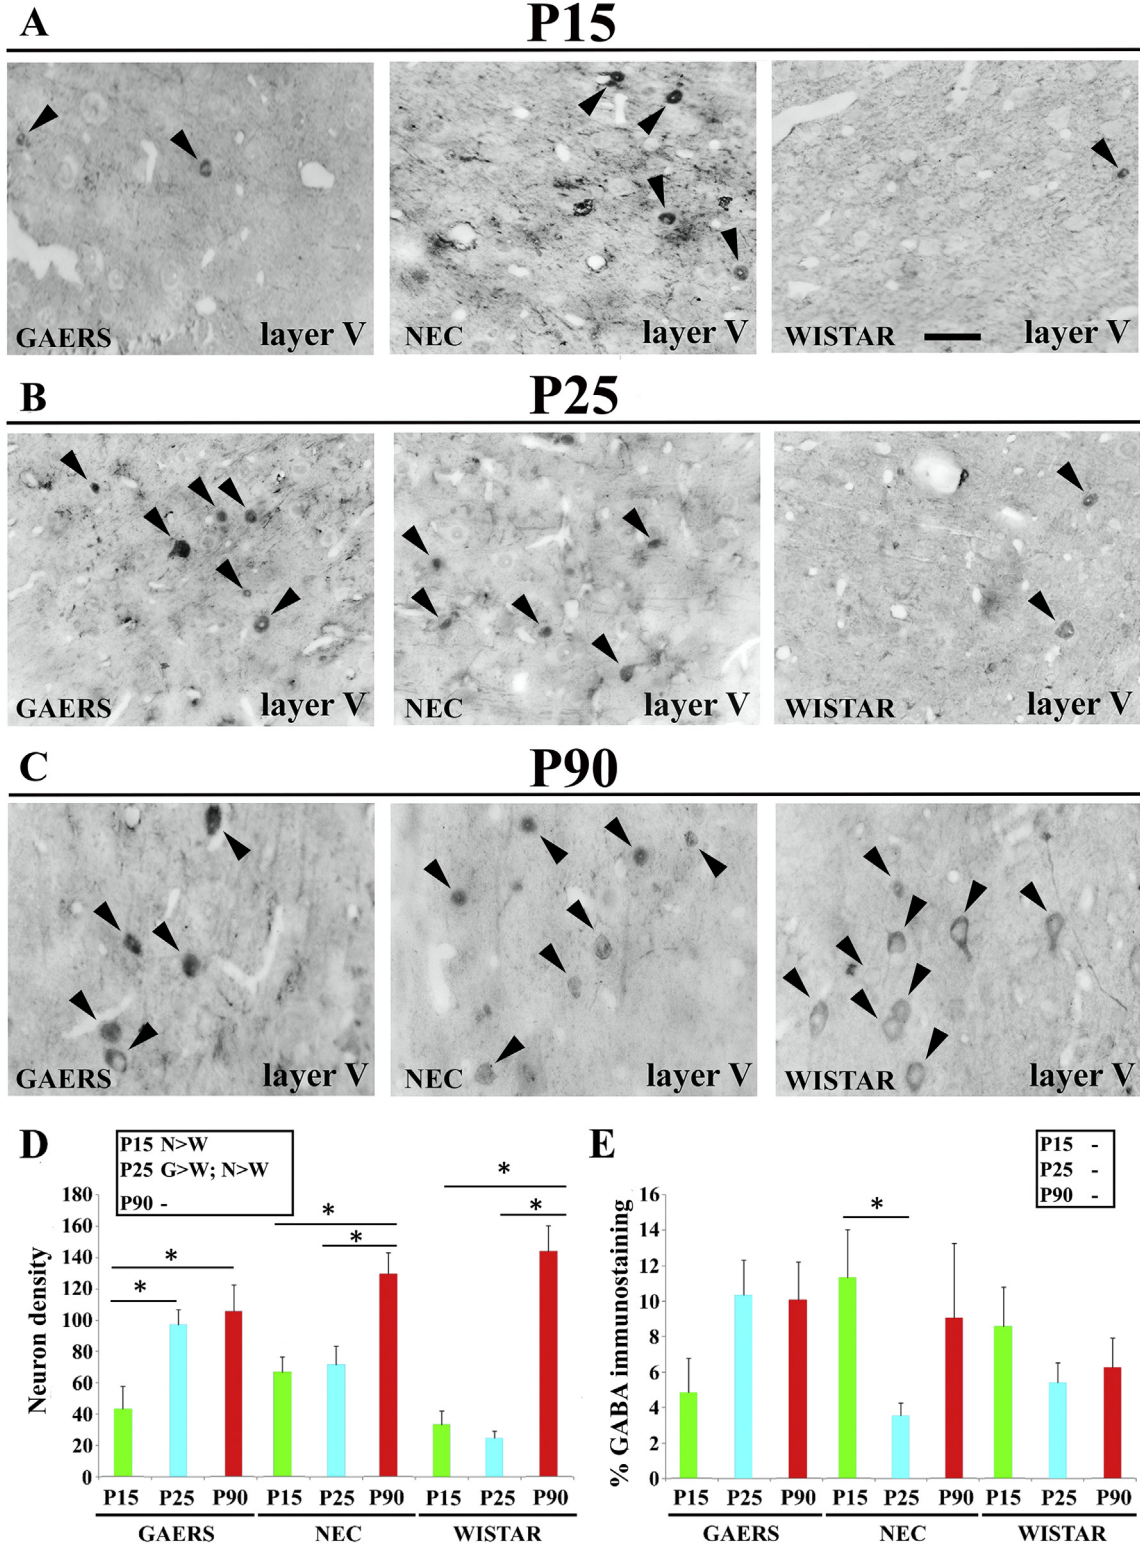 A
P15
GAERS layer V
NEC layer V
WISTAR layer V
B
P25
GAERS layer V
NEC layer V
WISTAR layer V
C
P90
GAERS layer V
NEC layer V
WISTAR layer V
D
P15 N>W
P25 G>W; N>W
P90 -
Neuron density
180
160
140
120
100
80
60
40
20
0
*
*
*
*
*
*
P15 P25 P90 P15 P25 P90 P15 P25 P90
GAERS NEC WISTAR
E
P15 -
P25 -
P90 -
% GABA immunostaining
16
14
12
10
8
6
4
2
0
*
P15 P25 P90 P15 P25 P90 P15 P25 P90
GAERS NEC WISTAR